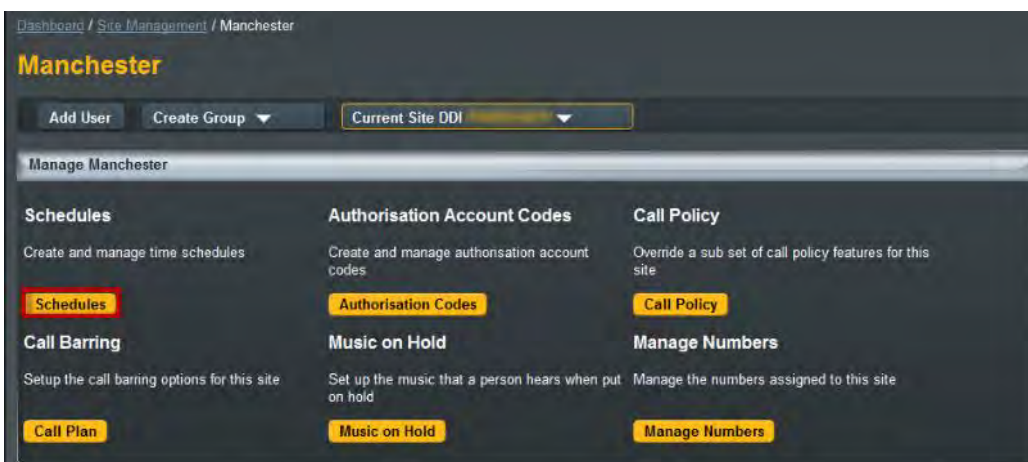 Dashboard / Site Management / Manchester
Manchester
Add User Create Group Current Site DDI
Manage Manchester
Schedules
Create and manage time schedules
Schedules
Authorisation Account Codes
Create and manage authorisation account
codes
Authorisation Codes
Call Policy
Override a sub set of call policy features for this
site
Call Policy
Call Barring
Setup the call barring options for this site
Call Plan
Music on Hold
Set up the music that a person hears when put
on hold
Music on Hold
Manage Numbers
Manage the numbers assigned to this site
Manage Numbers